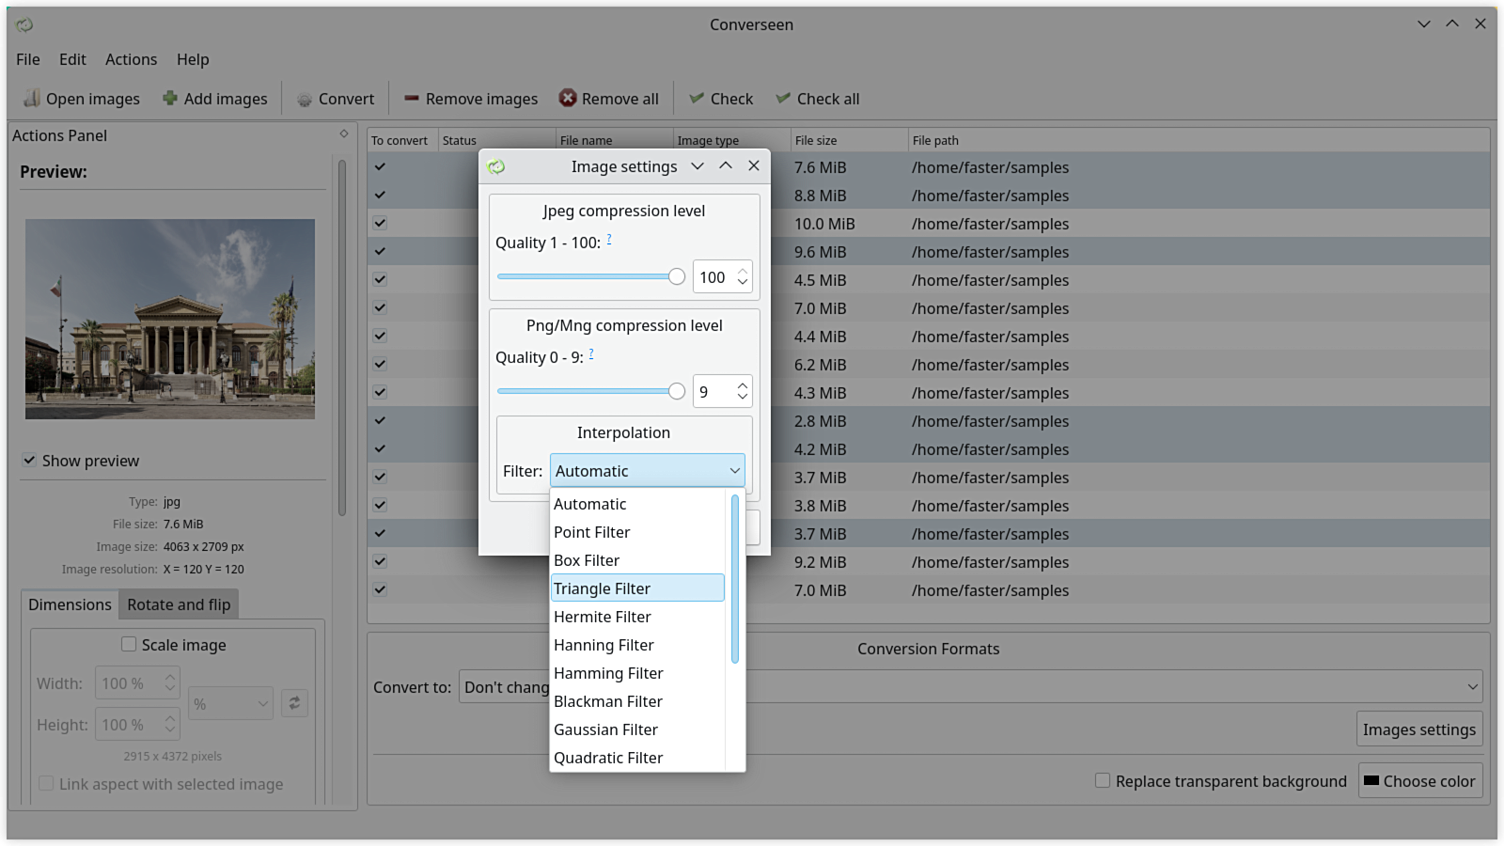 Converseen
File Edit Actions Help
Open images Add images Convert Remove images Remove all Check Check all
Actions Panel
Preview:
Show preview
Type: jpg
File size: 7.6 MiB
Image size: 4063 x 2709 px
Image resolution: X = 120 Y = 120
Dimensions Rotate and flip
Scale image
Width: 100 % %
Height: 100 %
2915 x 4372 pixels
Link aspect with selected image
To convert Status File name Image type File size File path
7.6 MiB /home/faster/samples
8.8 MiB /home/faster/samples
10.0 MiB /home/faster/samples
9.6 MiB /home/faster/samples
4.5 MiB /home/faster/samples
7.0 MiB /home/faster/samples
4.4 MiB /home/faster/samples
6.2 MiB /home/faster/samples
4.3 MiB /home/faster/samples
2.8 MiB /home/faster/samples
4.2 MiB /home/faster/samples
3.7 MiB /home/faster/samples
3.8 MiB /home/faster/samples
3.7 MiB /home/faster/samples
9.2 MiB /home/faster/samples
7.0 MiB /home/faster/samples
Image settings
Jpeg compression level
Quality 1 - 100: ?
100
Png/Mng compression level
Quality 0 - 9: ?
9
Interpolation
Filter: Automatic
Automatic
Point Filter
Box Filter
Triangle Filter
Hermite Filter
Hanning Filter
Hamming Filter
Blackman Filter
Gaussian Filter
Quadratic Filter
Conversion Formats
Convert to: Don't chang
Images settings
Replace transparent background Choose color